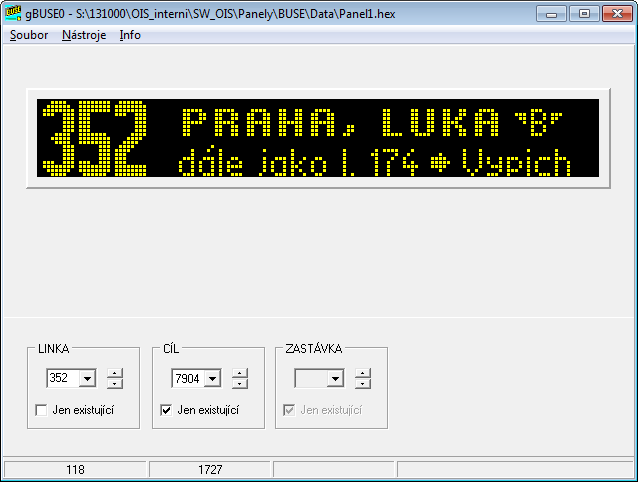 gBUSE0 - S:\131000\OIS_interni\SW_OIS\Panely\BUSE\Data\Panel1.hex
Soubor Nástroje Info
352 PRAHA, LUKA "B"
dále jako l. 174 Vypich
LINKA CÍL ZASTÁVKA
352 7904
Jen existující Jen existující Jen existující
118 1727